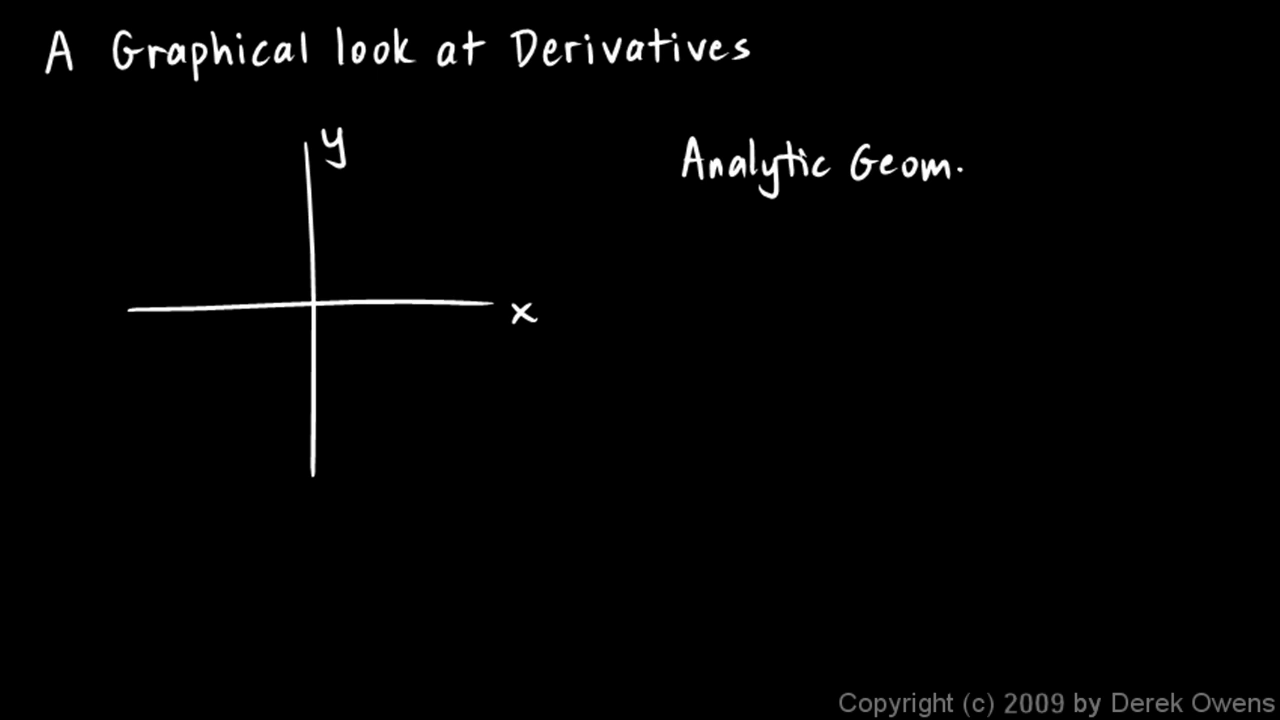 A Graphical look at Derivatives
y
Analytic Geom.
x
Copyright (c) 2009 by Derek Owens